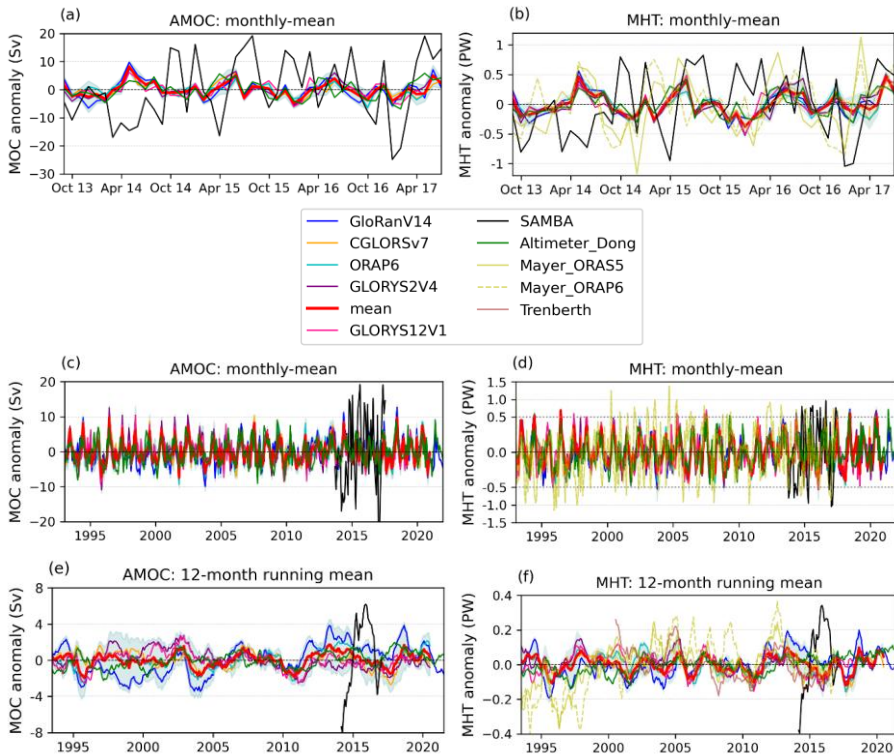 (a) AMOC: monthly-mean
MOC anomaly (Sv)
20
10
0
−10
−20
−30
Oct 13 Apr 14 Oct 14 Apr 15 Oct 15 Apr 16 Oct 16 Apr 17
(b) MHT: monthly-mean
MHT anomaly (PW)
1
0.5
0
-0.5
-1
Oct 13 Apr 14 Oct 14 Apr 15 Oct 15 Apr 16 Oct 16 Apr 17
GloRanV14
CGLORSv7
ORAP6
GLORYS2V4
mean
GLORYS12V1
SAMBA
Altimeter_Dong
Mayer_ORAS5
Mayer_ORAP6
Trenberth
(c) AMOC: monthly-mean
MOC anomaly (Sv)
20
10
0
−10
−20
1995 2000 2005 2010 2015 2020
(d) MHT: monthly-mean
MHT anomaly (PW)
1.5
1.0
0.5
0.0
-0.5
-1.0
-1.5
1995 2000 2005 2010 2015 2020
(e) AMOC: 12-month running mean
MOC anomaly (Sv)
8
4
0
−4
−8
1995 2000 2005 2010 2015 2020
(f) MHT: 12-month running mean
MHT anomaly (PW)
0.4
0.2
0.0
−0.2
−0.4
1995 2000 2005 2010 2015 2020